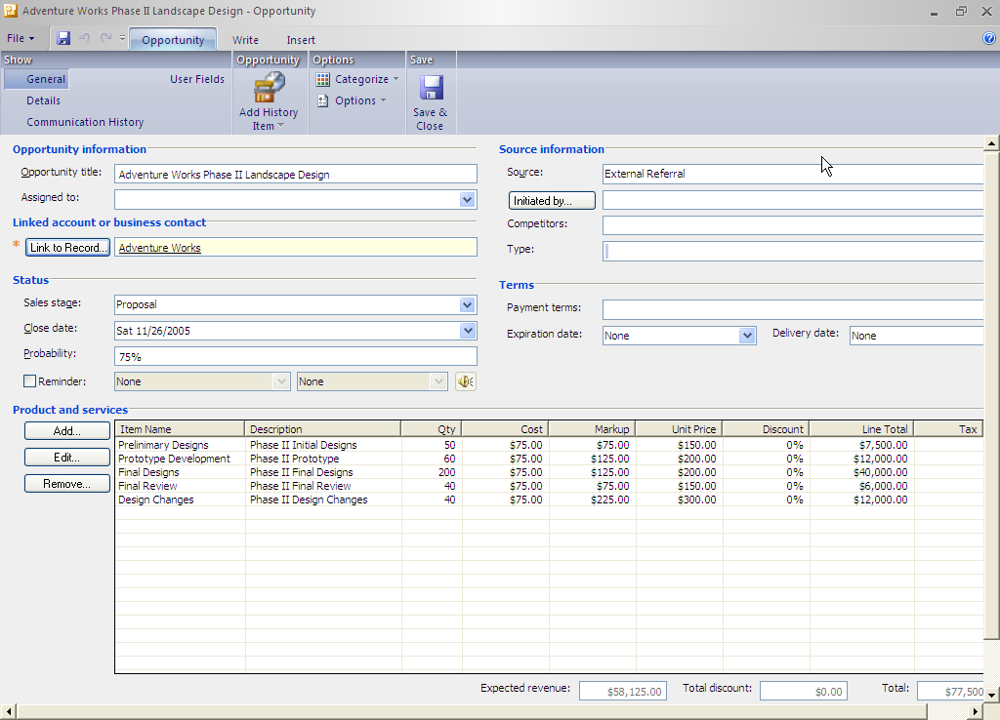 Adventure Works Phase II Landscape Design - Opportunity
File
Opportunity Write Insert
Show Opportunity Options Save
General User Fields
Details
Communication History
Add History Item
Categorize
Options
Save & Close
Opportunity information
Opportunity title: Adventure Works Phase II Landscape Design
Assigned to:
Linked account or business contact
* Link to Record... Adventure Works
Status
Sales stage: Proposal
Close date: Sat 11/26/2005
Probability: 75%
Reminder: None None
Source information
Source: External Referral
Initiated by...
Competitors:
Type:
Terms
Payment terms:
Expiration date: None Delivery date: None
Product and services
Add...
Edit...
Remove...
Item Name Description Qty Cost Markup Unit Price Discount Line Total Tax
Prelinimary Designs Phase II Initial Designs 50 $75.00 $75.00 $150.00 0% $7,500.00
Prototype Development Phase II Prototype 60 $75.00 $125.00 $200.00 0% $12,000.00
Final Designs Phase II Final Designs 200 $75.00 $125.00 $200.00 0% $40,000.00
Final Review Phase II Final Review 40 $75.00 $75.00 $150.00 0% $6,000.00
Design Changes Phase II Design Changes 40 $75.00 $225.00 $300.00 0% $12,000.00
Expected revenue: $58,125.00 Total discount: $0.00 Total: $77,500